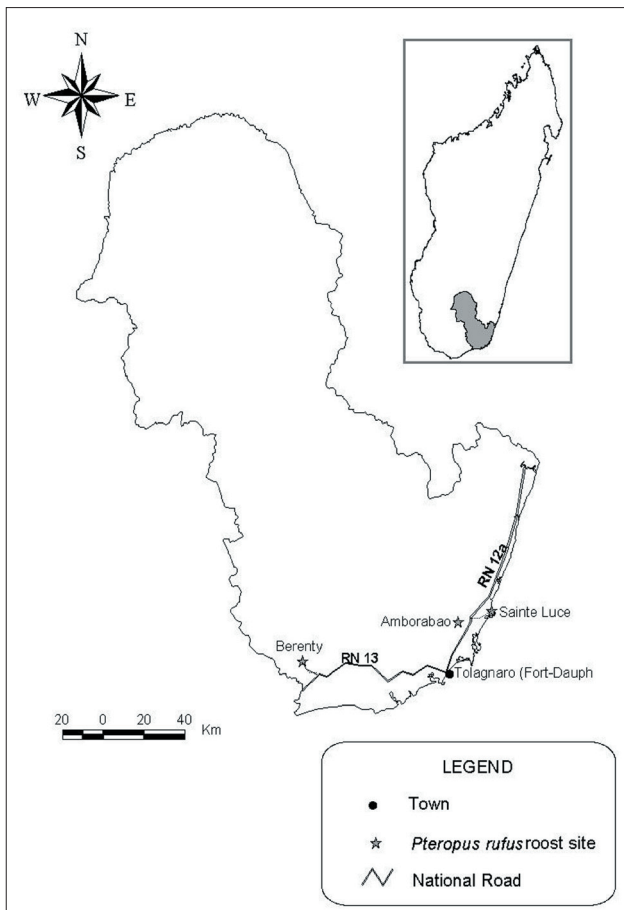 N
W E
S
RN 12a
Amborabao
Sainte Luce
Berenty
RN 13
Tolagnaro (Fort-Dauph
20 0 20 40
Km
LEGEND
Town
Pteropus rufus roost site
National Road